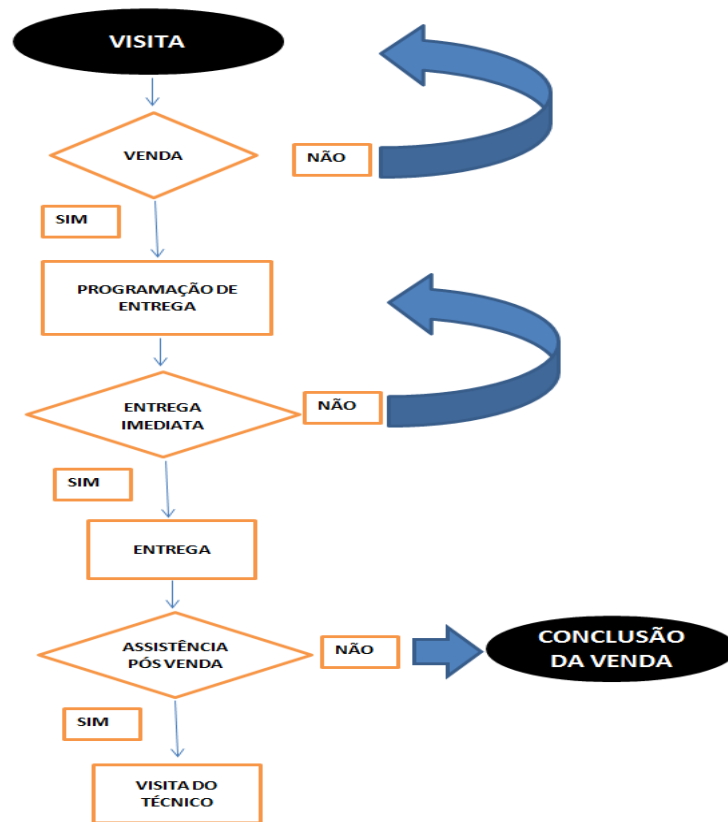 VISITA
VENDA
NÃO
SIM
PROGRAMAÇÃO DE
ENTREGA
ENTREGA
IMEDIATA
NÃO
SIM
ENTREGA
ASSISTÊNCIA
PÓS VENDA
NÃO
CONCLUSÃO
DA VENDA
SIM
VISITA DO
TÉCNICO